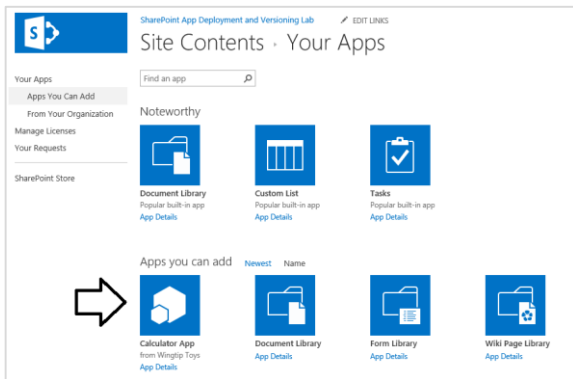 SharePoint App Deployment and Versioning Lab EDIT LINKS
Site Contents › Your Apps
Find an app
Your Apps
Apps You Can Add
From Your Organization
Manage Licenses
Your Requests
SharePoint Store
Noteworthy
Document Library Custom List Tasks
Popular built-in app Popular built-in app Popular built-in app
App Details App Details App Details
Apps you can add Newest Name
Calculator App Document Library Form Library Wiki Page Library
from Wingtip Toys App Details App Details App Details
App Details